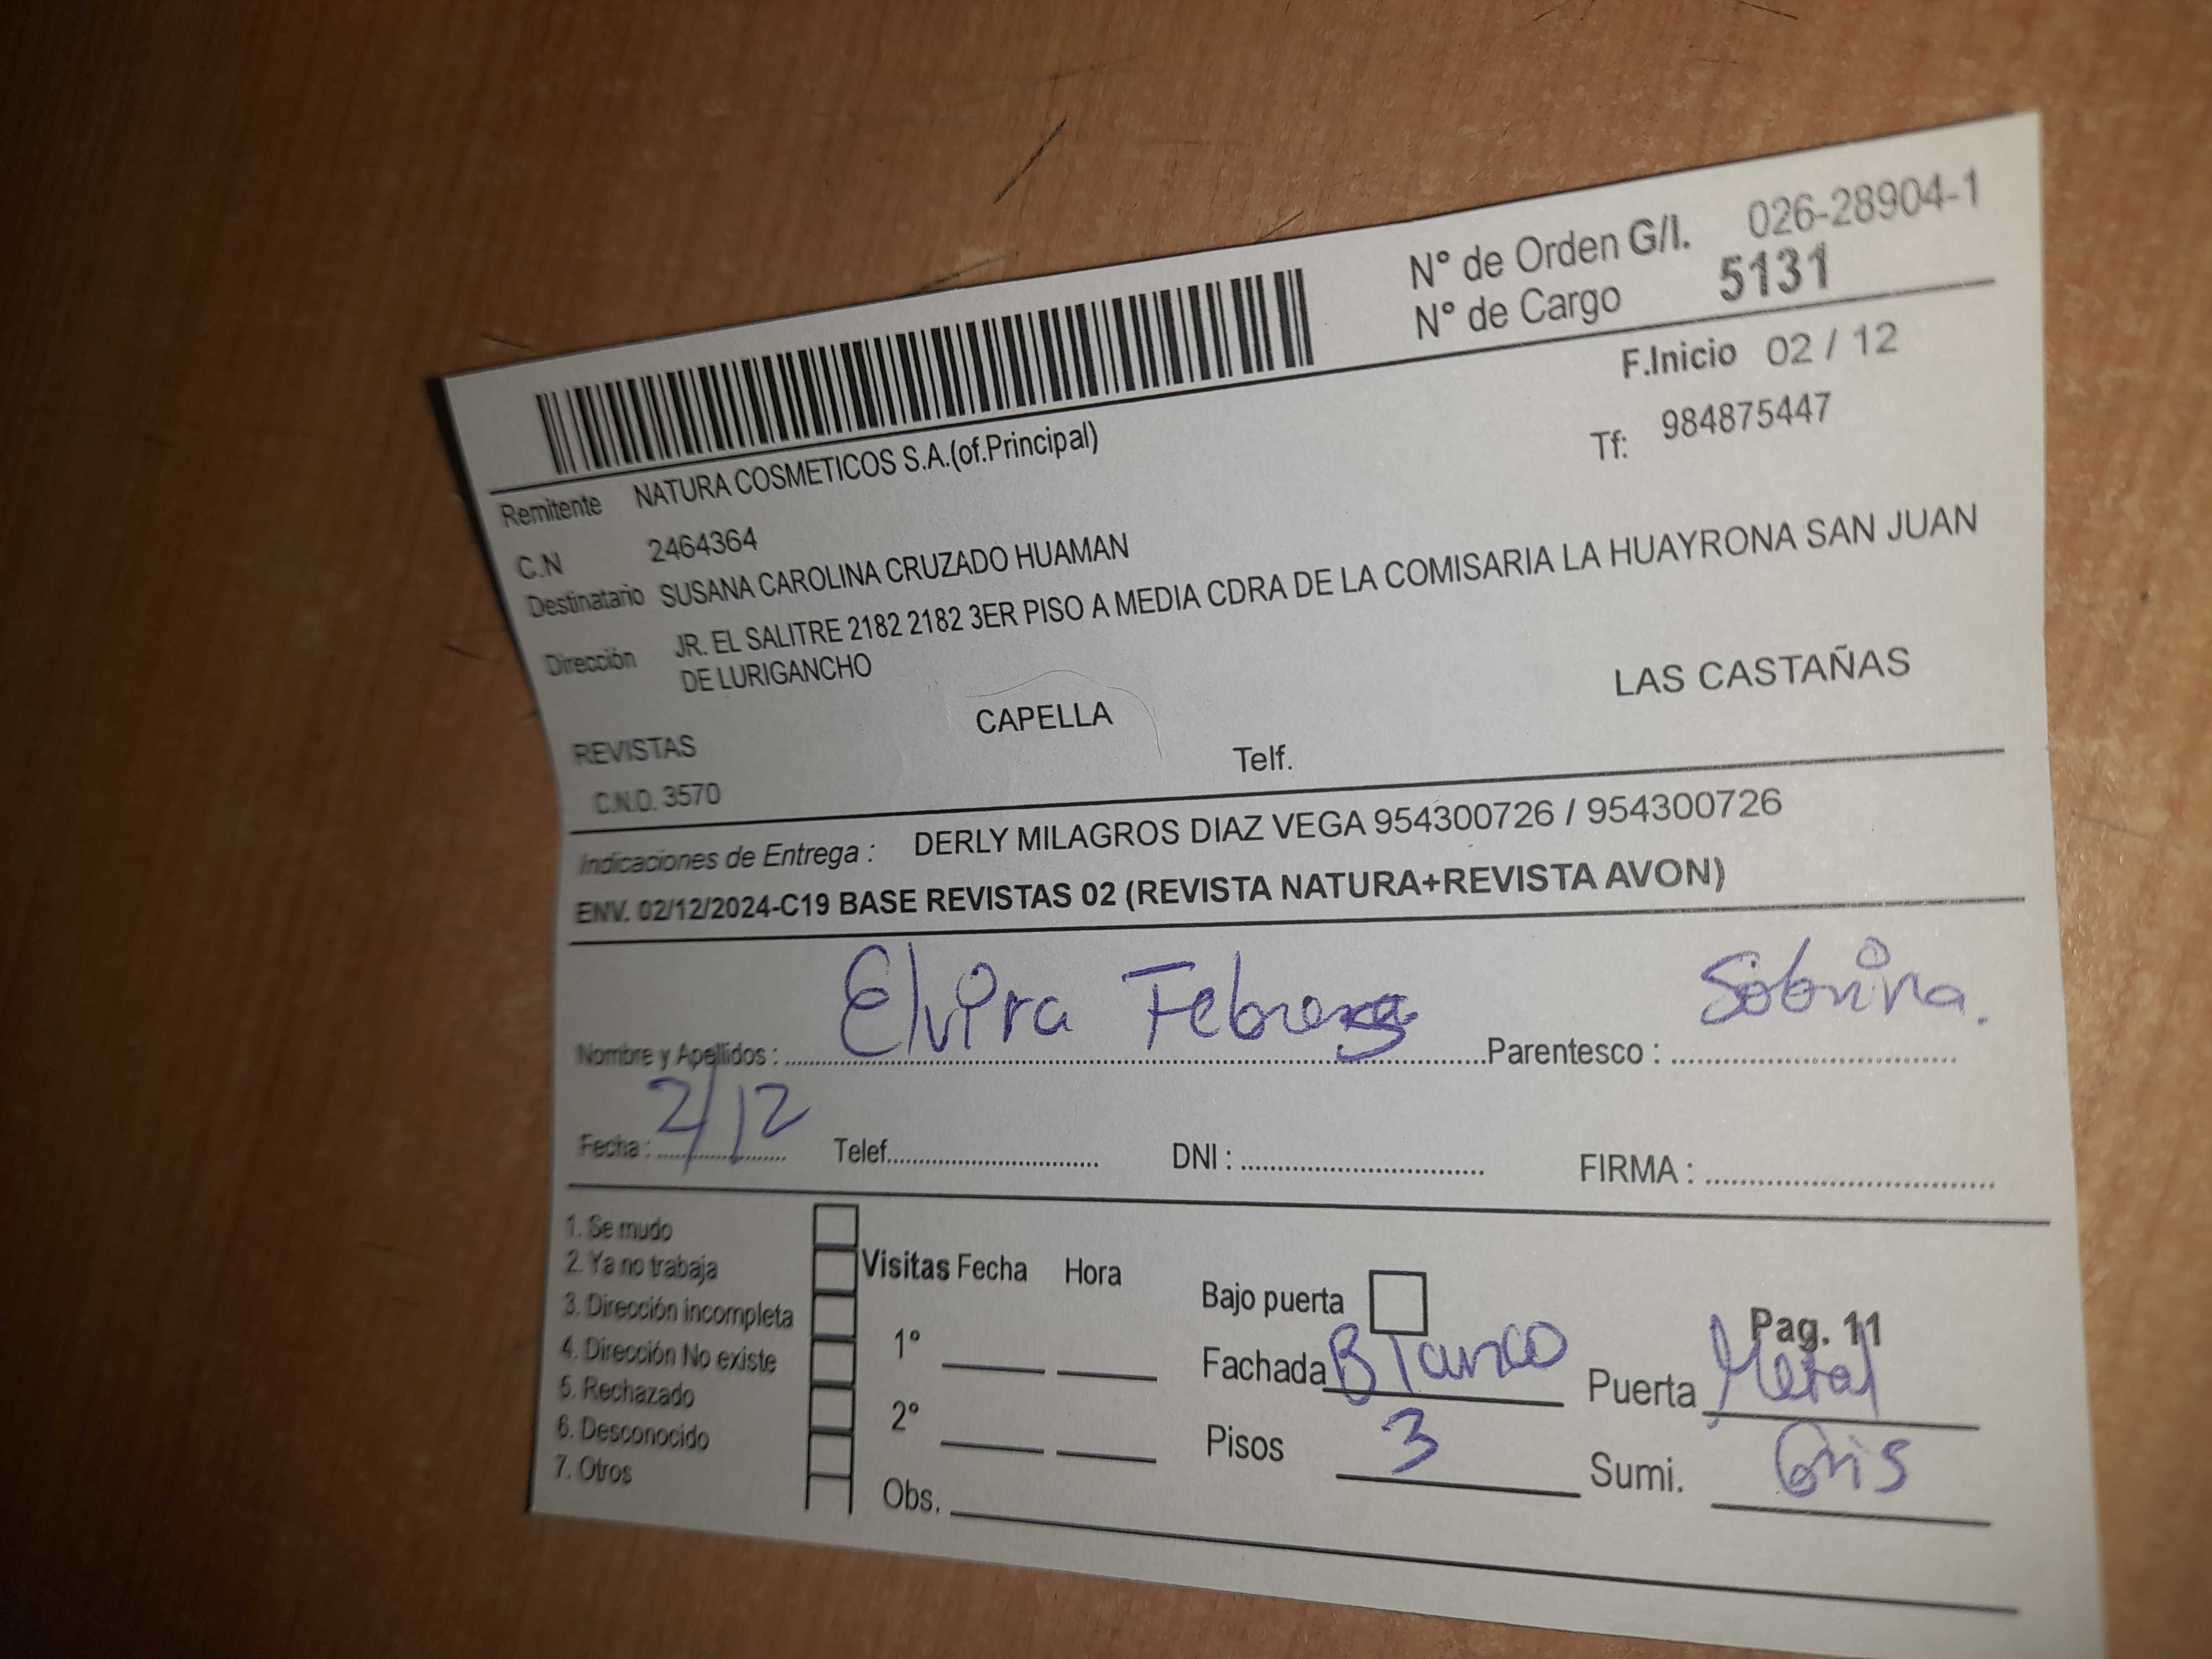 N° de Orden G/I. 026-28904-1
N° de Cargo 5131
F.Inicio 02 / 12
Remitente NATURA COSMETICOS S.A.(of.Principal)
Tf: 984875447
C.N 2464364
Destinatario SUSANA CAROLINA CRUZADO HUAMAN
Dirección JR. EL SALITRE 2182 2182 3ER PISO A MEDIA CDRA DE LA COMISARIA LA HUAYRONA SAN JUAN
DE LURIGANCHO
REVISTAS CAPELLA LAS CASTAÑAS
C.N.O. 3570 Telf.
Indicaciones de Entrega : DERLY MILAGROS DIAZ VEGA 954300726 / 954300726
ENV. 02/12/2024-C19 BASE REVISTAS 02 (REVISTA NATURA+REVISTA AVON)
Nombre y Apellidos : Elvira Parentesco : Sobrina.
Fecha : 2/12 Telef. DNI : FIRMA :
1. Se mudo
2. Ya no trabaja
3. Dirección incompleta
4. Dirección No existe
5. Rechazado
6. Desconocido
7. Otros
Visitas Fecha Hora
1°
2°
Obs.
Bajo puerta
Pag. 11
Fachada Blanco Puerta Metal
Pisos 3 Sumi. Gris